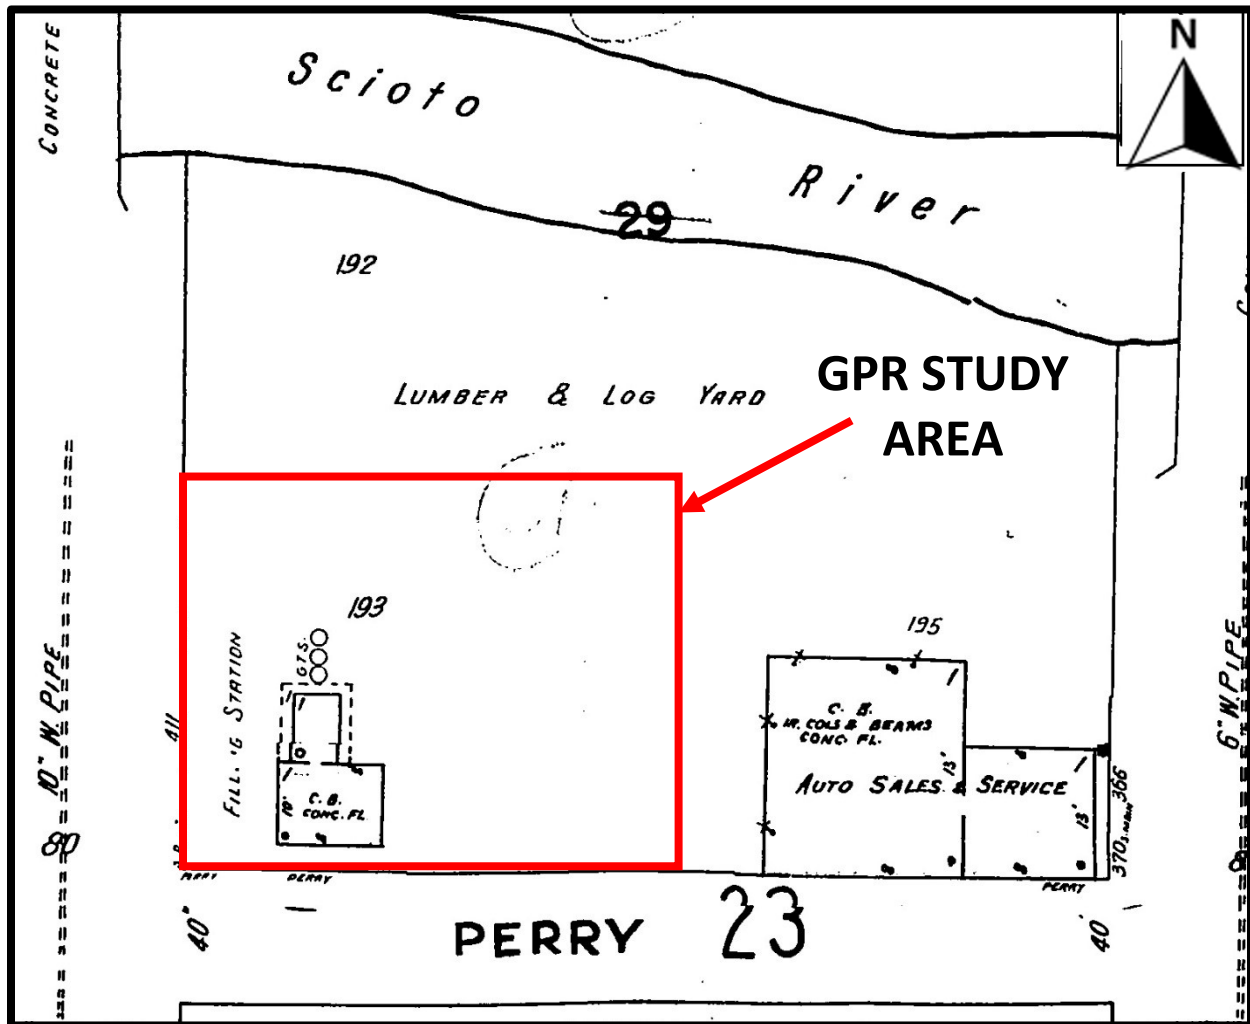 CONCRETE
N
Scioto
River
29
192
GPR STUDY
AREA
LUMBER & LOG YARD
193
G.T.S.
FILL.'G STATION
10" W. PIPE
411
C. B.
CONC. FL.
10'
195
C. B.
CONC. FL.
13'
AUTO SALES & SERVICE
13'
6" W. PIPE
366
370
80
PERRY
PERRY
40"
PERRY 23
40